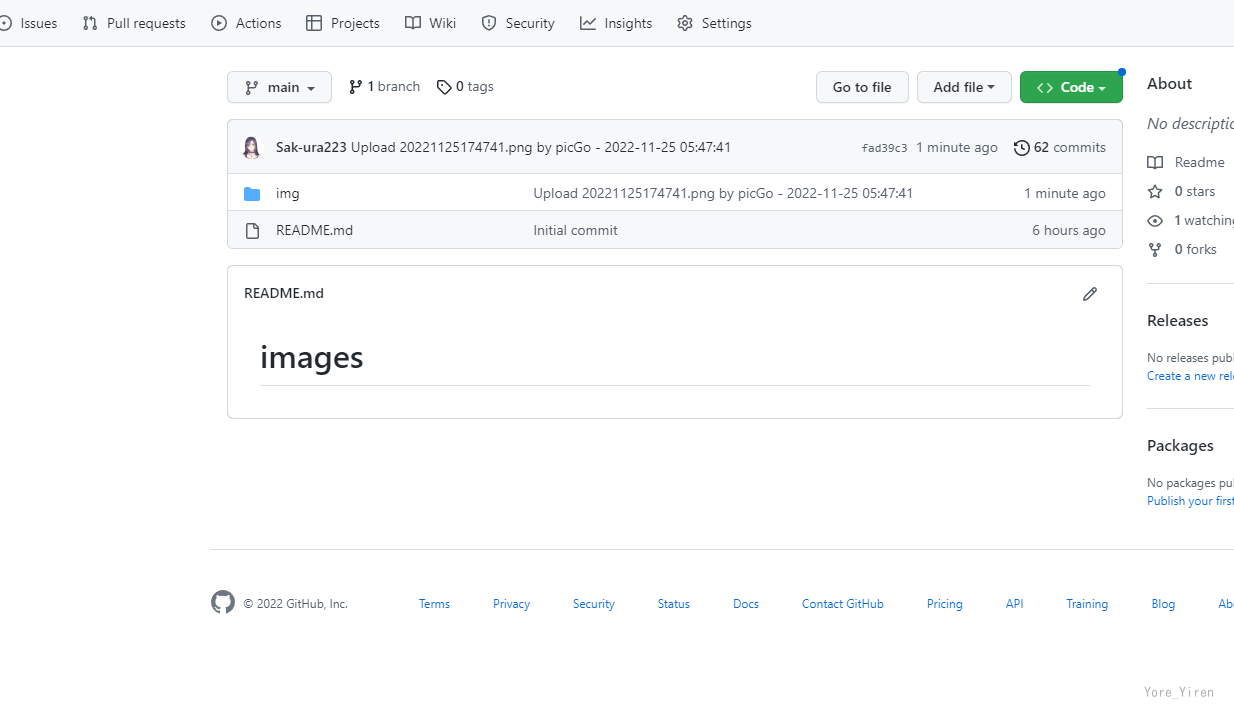 Issues Pull requests Actions Projects Wiki Security Insights Settings
main 1 branch 0 tags Go to file Add file Code
Sak-ura223 Upload 20221125174741.png by picGo - 2022-11-25 05:47:41 fad39c3 1 minute ago 62 commits
img Upload 20221125174741.png by picGo - 2022-11-25 05:47:41 1 minute ago
README.md Initial commit 6 hours ago
README.md
images
About
No descriptio
Readme
0 stars
1 watching
0 forks
Releases
No releases publ
Create a new rel
Packages
No packages pu
Publish your first
© 2022 GitHub, Inc. Terms Privacy Security Status Docs Contact GitHub Pricing API Training Blog Ab
Yore_Yiren